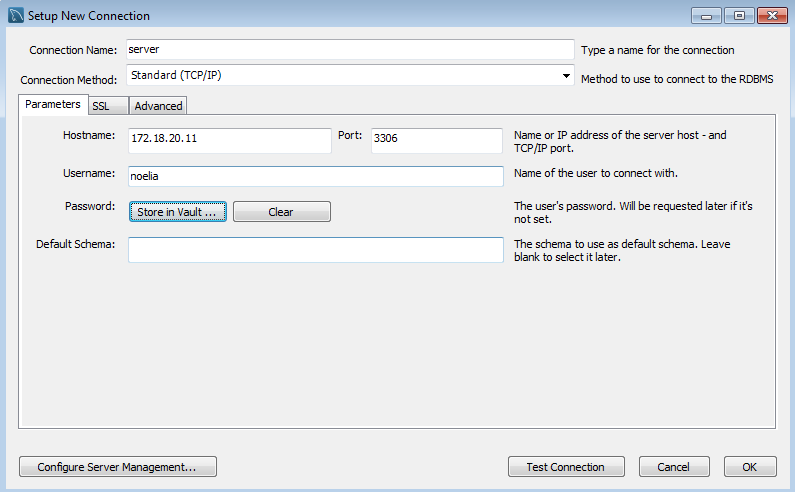 Setup New Connection
Connection Name: server Type a name for the connection
Connection Method: Standard (TCP/IP) Method to use to connect to the RDBMS
Parameters SSL Advanced
Hostname: 172.18.20.11 Port: 3306 Name or IP address of the server host - and
TCP/IP port.
Username: noelia Name of the user to connect with.
Password: Store in Vault ... Clear The user's password. Will be requested later if it's
not set.
Default Schema: The schema to use as default schema. Leave
blank to select it later.
Configure Server Management... Test Connection Cancel OK